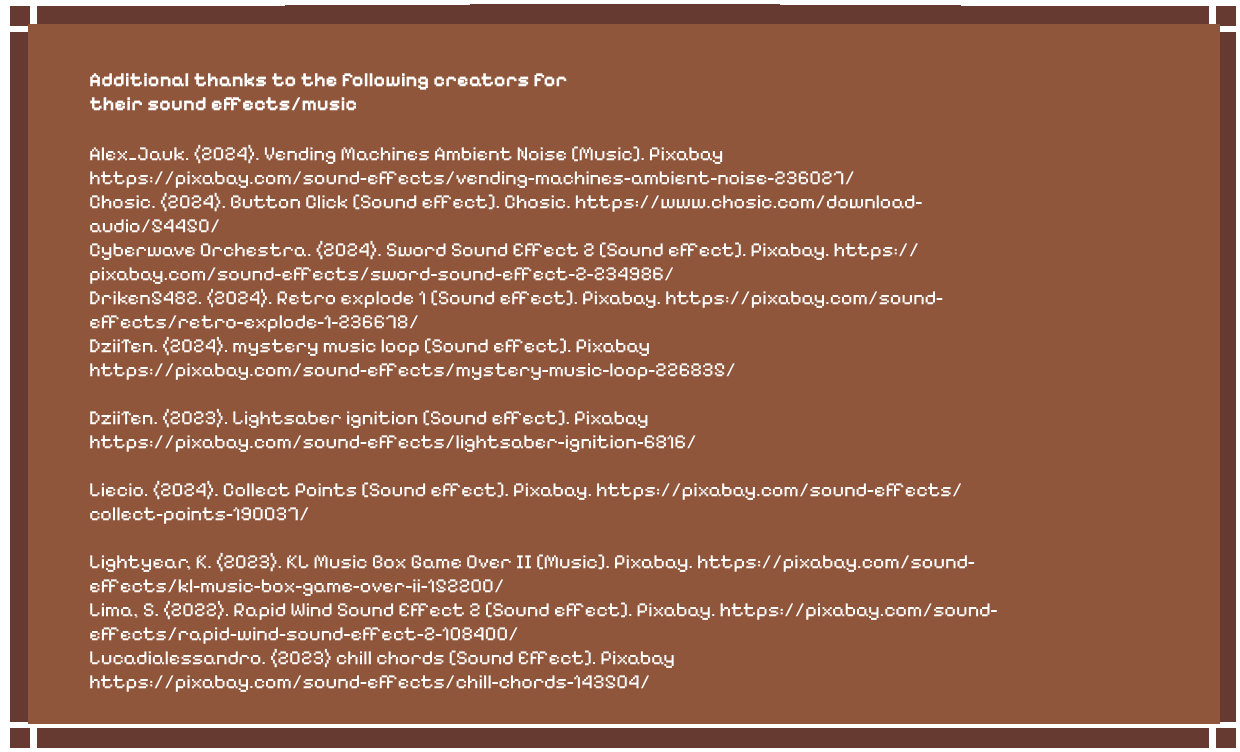 Additional thanks to the following creators for
their sound effects/music
Alex_Jauk. (2024). Vending Machines Ambient Noise [Music]. Pixabay
https://pixabay.com/sound-effects/vending-machines-ambient-noise-236027/
Chosic. (2024). Button Click [Sound effect]. Chosic. https://www.chosic.com/download-
audio/54450/
Cyberwave Orchestra. (2024). Sword Sound Effect 2 [Sound effect]. Pixabay. https://
pixabay.com/sound-effects/sword-sound-effect-2-234986/
Driken5482. (2024). Retro explode 1 [Sound effect]. Pixabay. https://pixabay.com/sound-
effects/retro-explode-1-236678/
DziiTen. (2024). mystery music loop [Sound effect]. Pixabay
https://pixabay.com/sound-effects/mystery-music-loop-226835/
DziiTen. (2023). Lightsaber ignition [Sound effect]. Pixabay
https://pixabay.com/sound-effects/lightsaber-ignition-6816/
Liecio. (2024). Collect Points [Sound effect]. Pixabay. https://pixabay.com/sound-effects/
collect-points-190037/
Lightyear, K. (2023). KL Music Box Game Over II [Music]. Pixabay. https://pixabay.com/sound-
effects/kl-music-box-game-over-ii-152200/
Lima, S. (2022). Rapid Wind Sound Effect 2 [Sound effect]. Pixabay. https://pixabay.com/sound-
effects/rapid-wind-sound-effect-2-108400/
Lucadialessandro. (2023) chill chords [Sound Effect]. Pixabay
https://pixabay.com/sound-effects/chill-chords-143504/